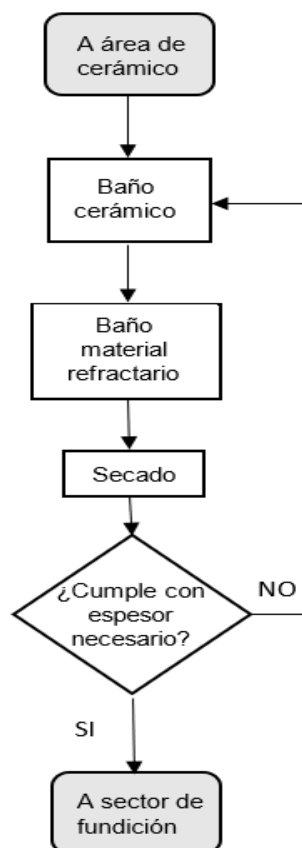 A área de
cerámico
Baño
cerámico
Baño
material
refractario
Secado
¿Cumple con
espesor
necesario?
NO
SI
A sector de
fundición